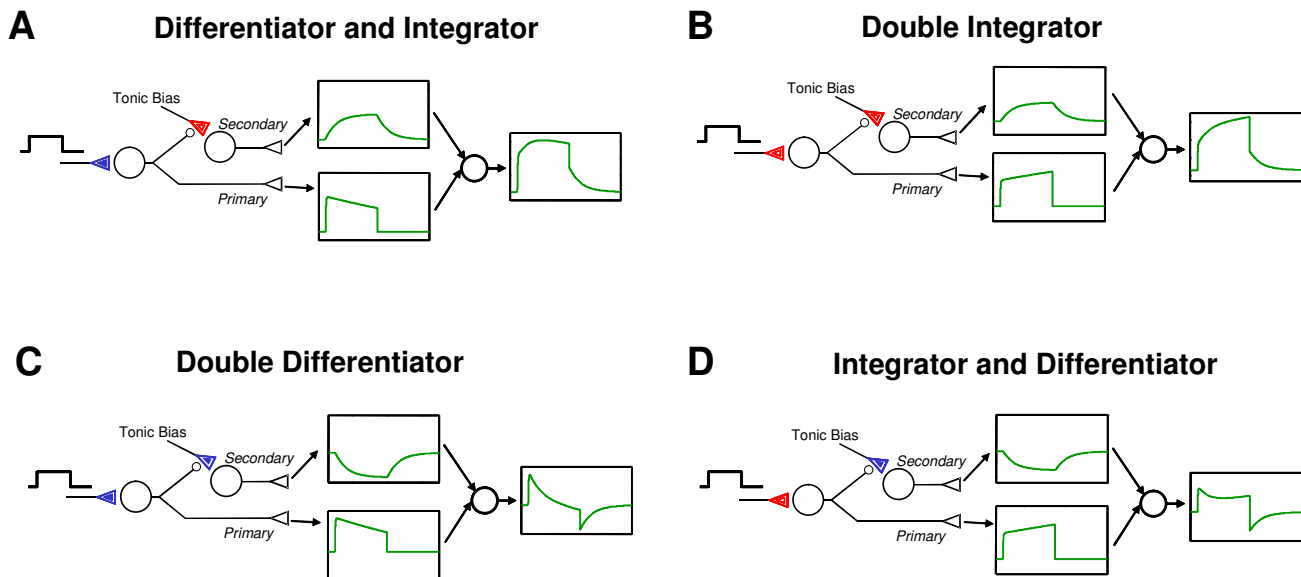 A
Differentiator and Integrator
Tonic Bias
Secondary
Primary
B
Double Integrator
Tonic Bias
Secondary
Primary
C
Double Differentiator
Tonic Bias
Secondary
Primary
D
Integrator and Differentiator
Tonic Bias
Secondary
Primary